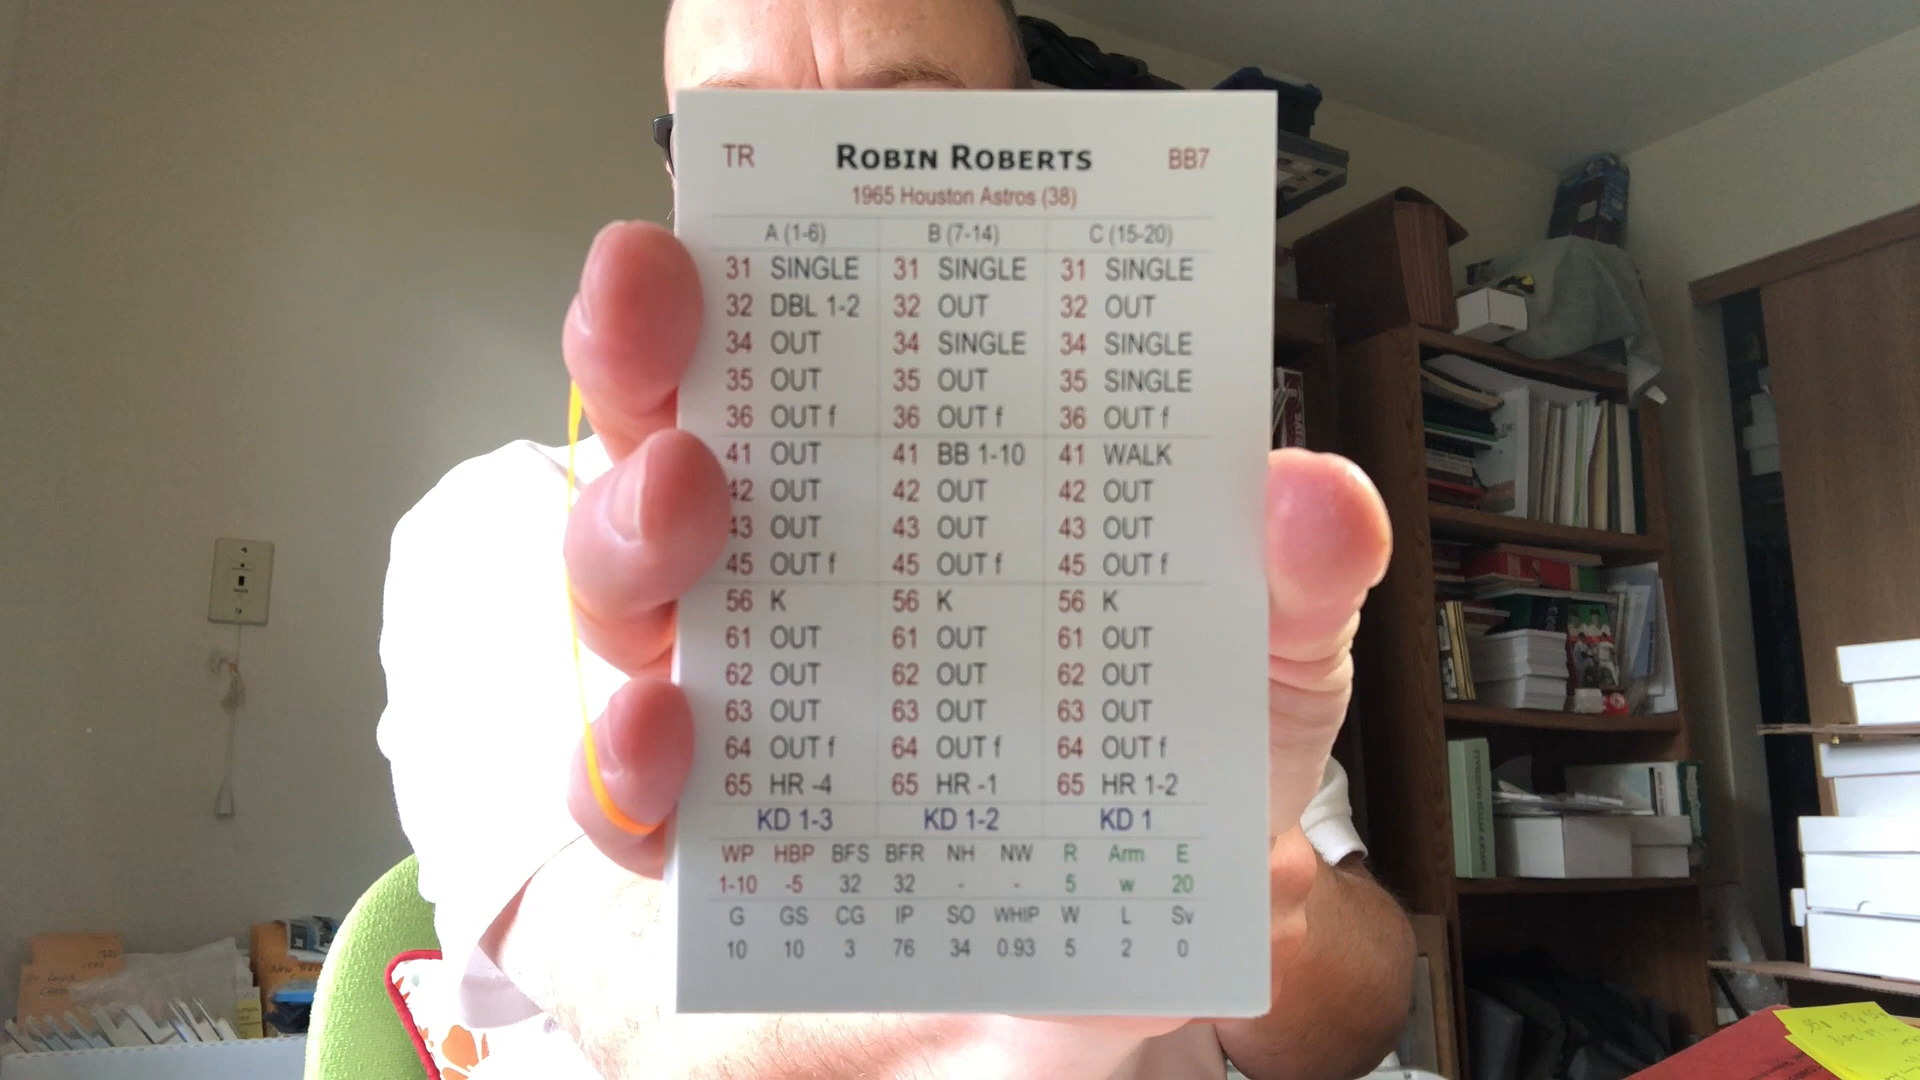 TR ROBIN ROBERTS BB7
1965 Houston Astros (38)
A (1-6) B (7-14) C (15-20)
31 SINGLE 31 SINGLE 31 SINGLE
32 DBL 1-2 32 OUT 32 OUT
34 OUT 34 SINGLE 34 SINGLE
35 OUT 35 OUT 35 SINGLE
36 OUT f 36 OUT f 36 OUT f
41 OUT 41 BB 1-10 41 WALK
42 OUT 42 OUT 42 OUT
43 OUT 43 OUT 43 OUT
45 OUT f 45 OUT f 45 OUT f
56 K 56 K 56 K
61 OUT 61 OUT 61 OUT
62 OUT 62 OUT 62 OUT
63 OUT 63 OUT 63 OUT
64 OUT f 64 OUT f 64 OUT f
65 HR -4 65 HR -1 65 HR 1-2
KD 1-3 KD 1-2 KD 1
WP HBP BFS BFR NH NW R Arm E
1-10 -5 32 32 - - 5 w 20
G GS CG IP SO WHIP W L Sv
10 10 3 76 34 0.93 5 2 0